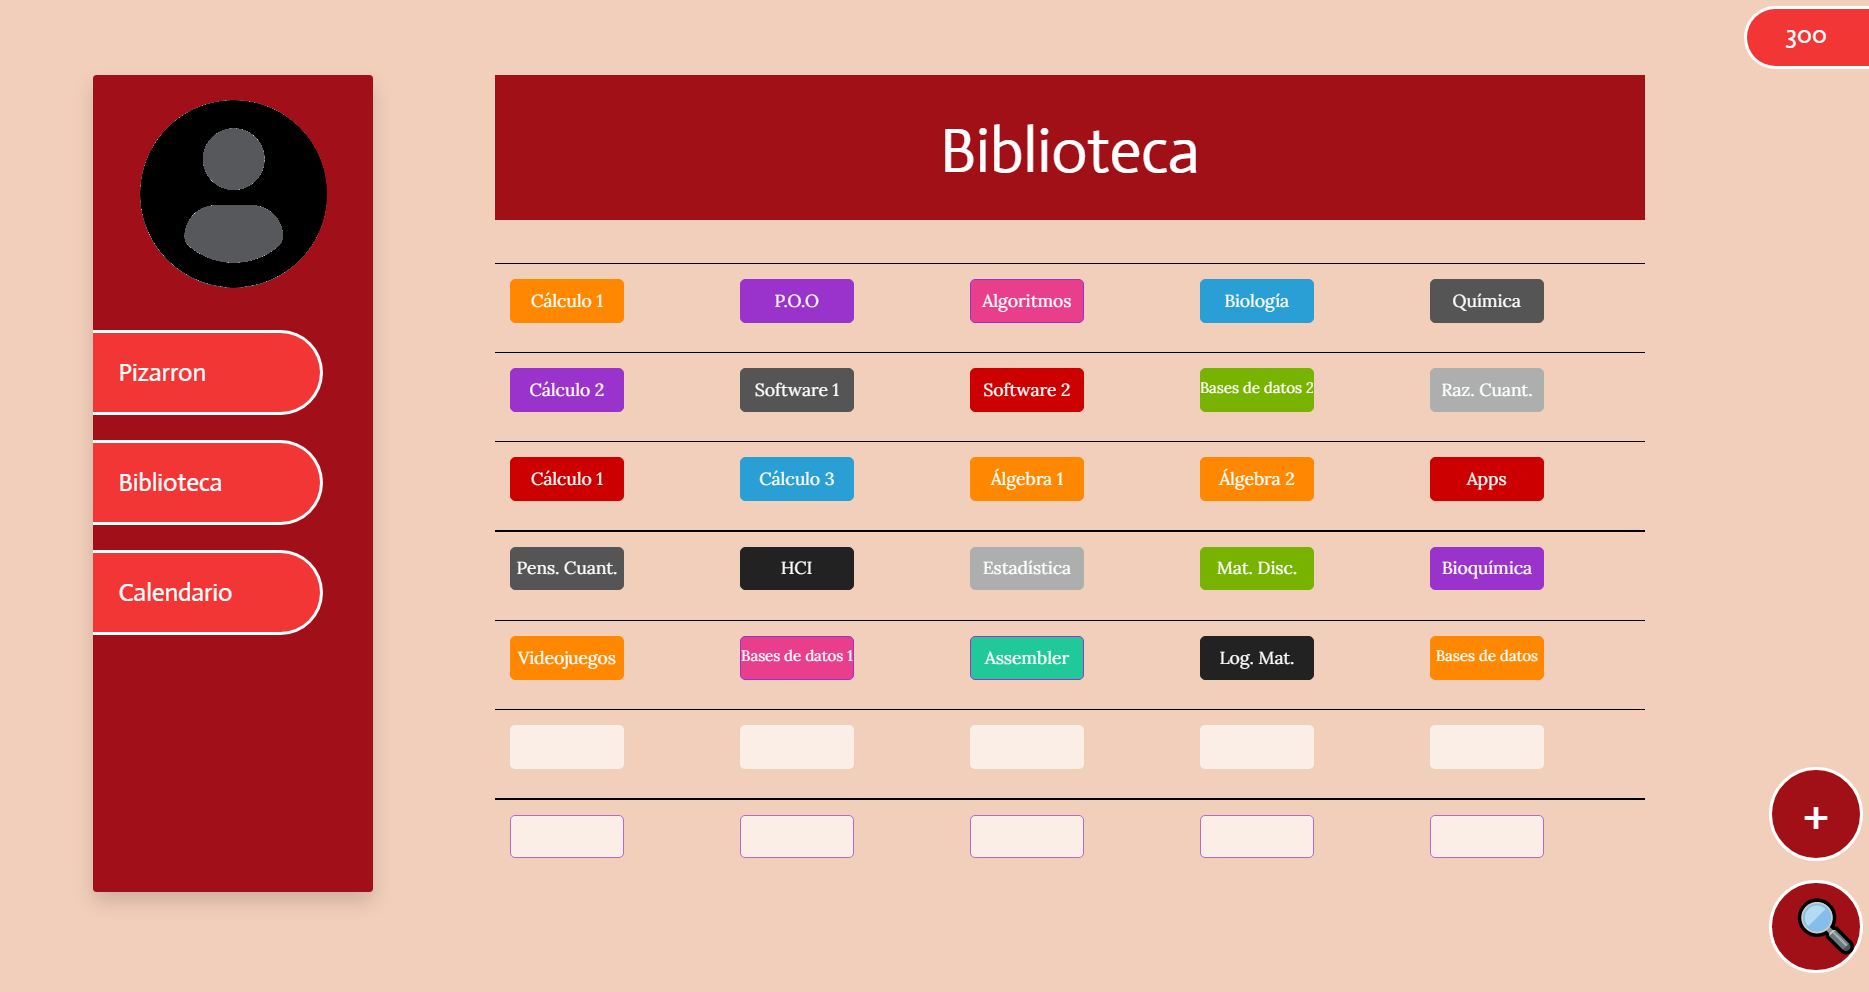 300
Biblioteca
Pizarron
Biblioteca
Calendario
Cálculo 1 P.O.O Algoritmos Biología Química
Cálculo 2 Software 1 Software 2 Bases de datos 2 Raz. Cuant.
Cálculo 1 Cálculo 3 Álgebra 1 Álgebra 2 Apps
Pens. Cuant. HCI Estadística Mat. Disc. Bioquímica
Videojuegos Bases de datos 1 Assembler Log. Mat. Bases de datos
+